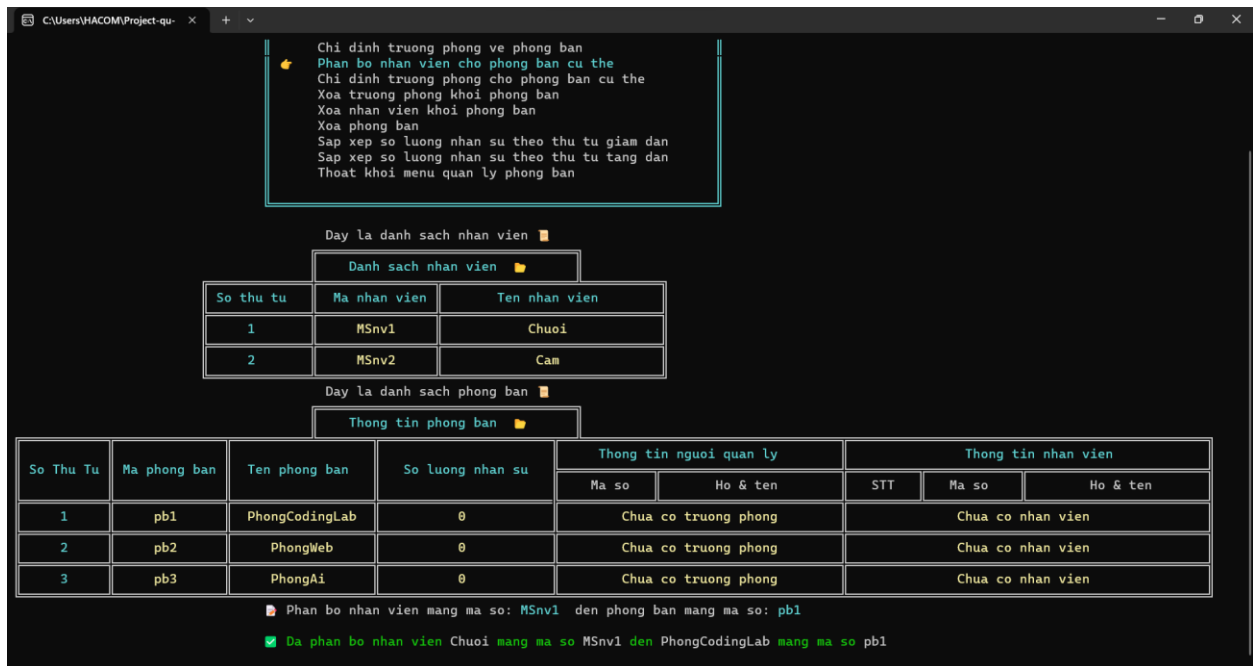 C:\Users\HACOM\Project-qu-
Chi dinh truong phong ve phong ban
Phan bo nhan vien cho phong ban cu the
Chi dinh truong phong cho phong ban cu the
Xoa truong phong khoi phong ban
Xoa nhan vien khoi phong ban
Xoa phong ban
Sap xep so luong nhan su theo thu tu giam dan
Sap xep so luong nhan su theo thu tu tang dan
Thoat khoi menu quan ly phong ban
Day la danh sach nhan vien
Danh sach nhan vien
So thu tu Ma nhan vien Ten nhan vien
1 MSnv1 Chuoi
2 MSnv2 Cam
Day la danh sach phong ban
Thong tin phong ban
So Thu Tu Ma phong ban Ten phong ban So luong nhan su Thong tin nguoi quan ly Thong tin nhan vien
Ma so Ho & ten STT Ma so Ho & ten
1 pb1 PhongCodingLab 0 Chua co truong phong Chua co nhan vien
2 pb2 PhongWeb 0 Chua co truong phong Chua co nhan vien
3 pb3 PhongAi 0 Chua co truong phong Chua co nhan vien
Phan bo nhan vien mang ma so: MSnv1 den phong ban mang ma so: pb1
Da phan bo nhan vien Chuoi mang ma so MSnv1 den PhongCodingLab mang ma so pb1